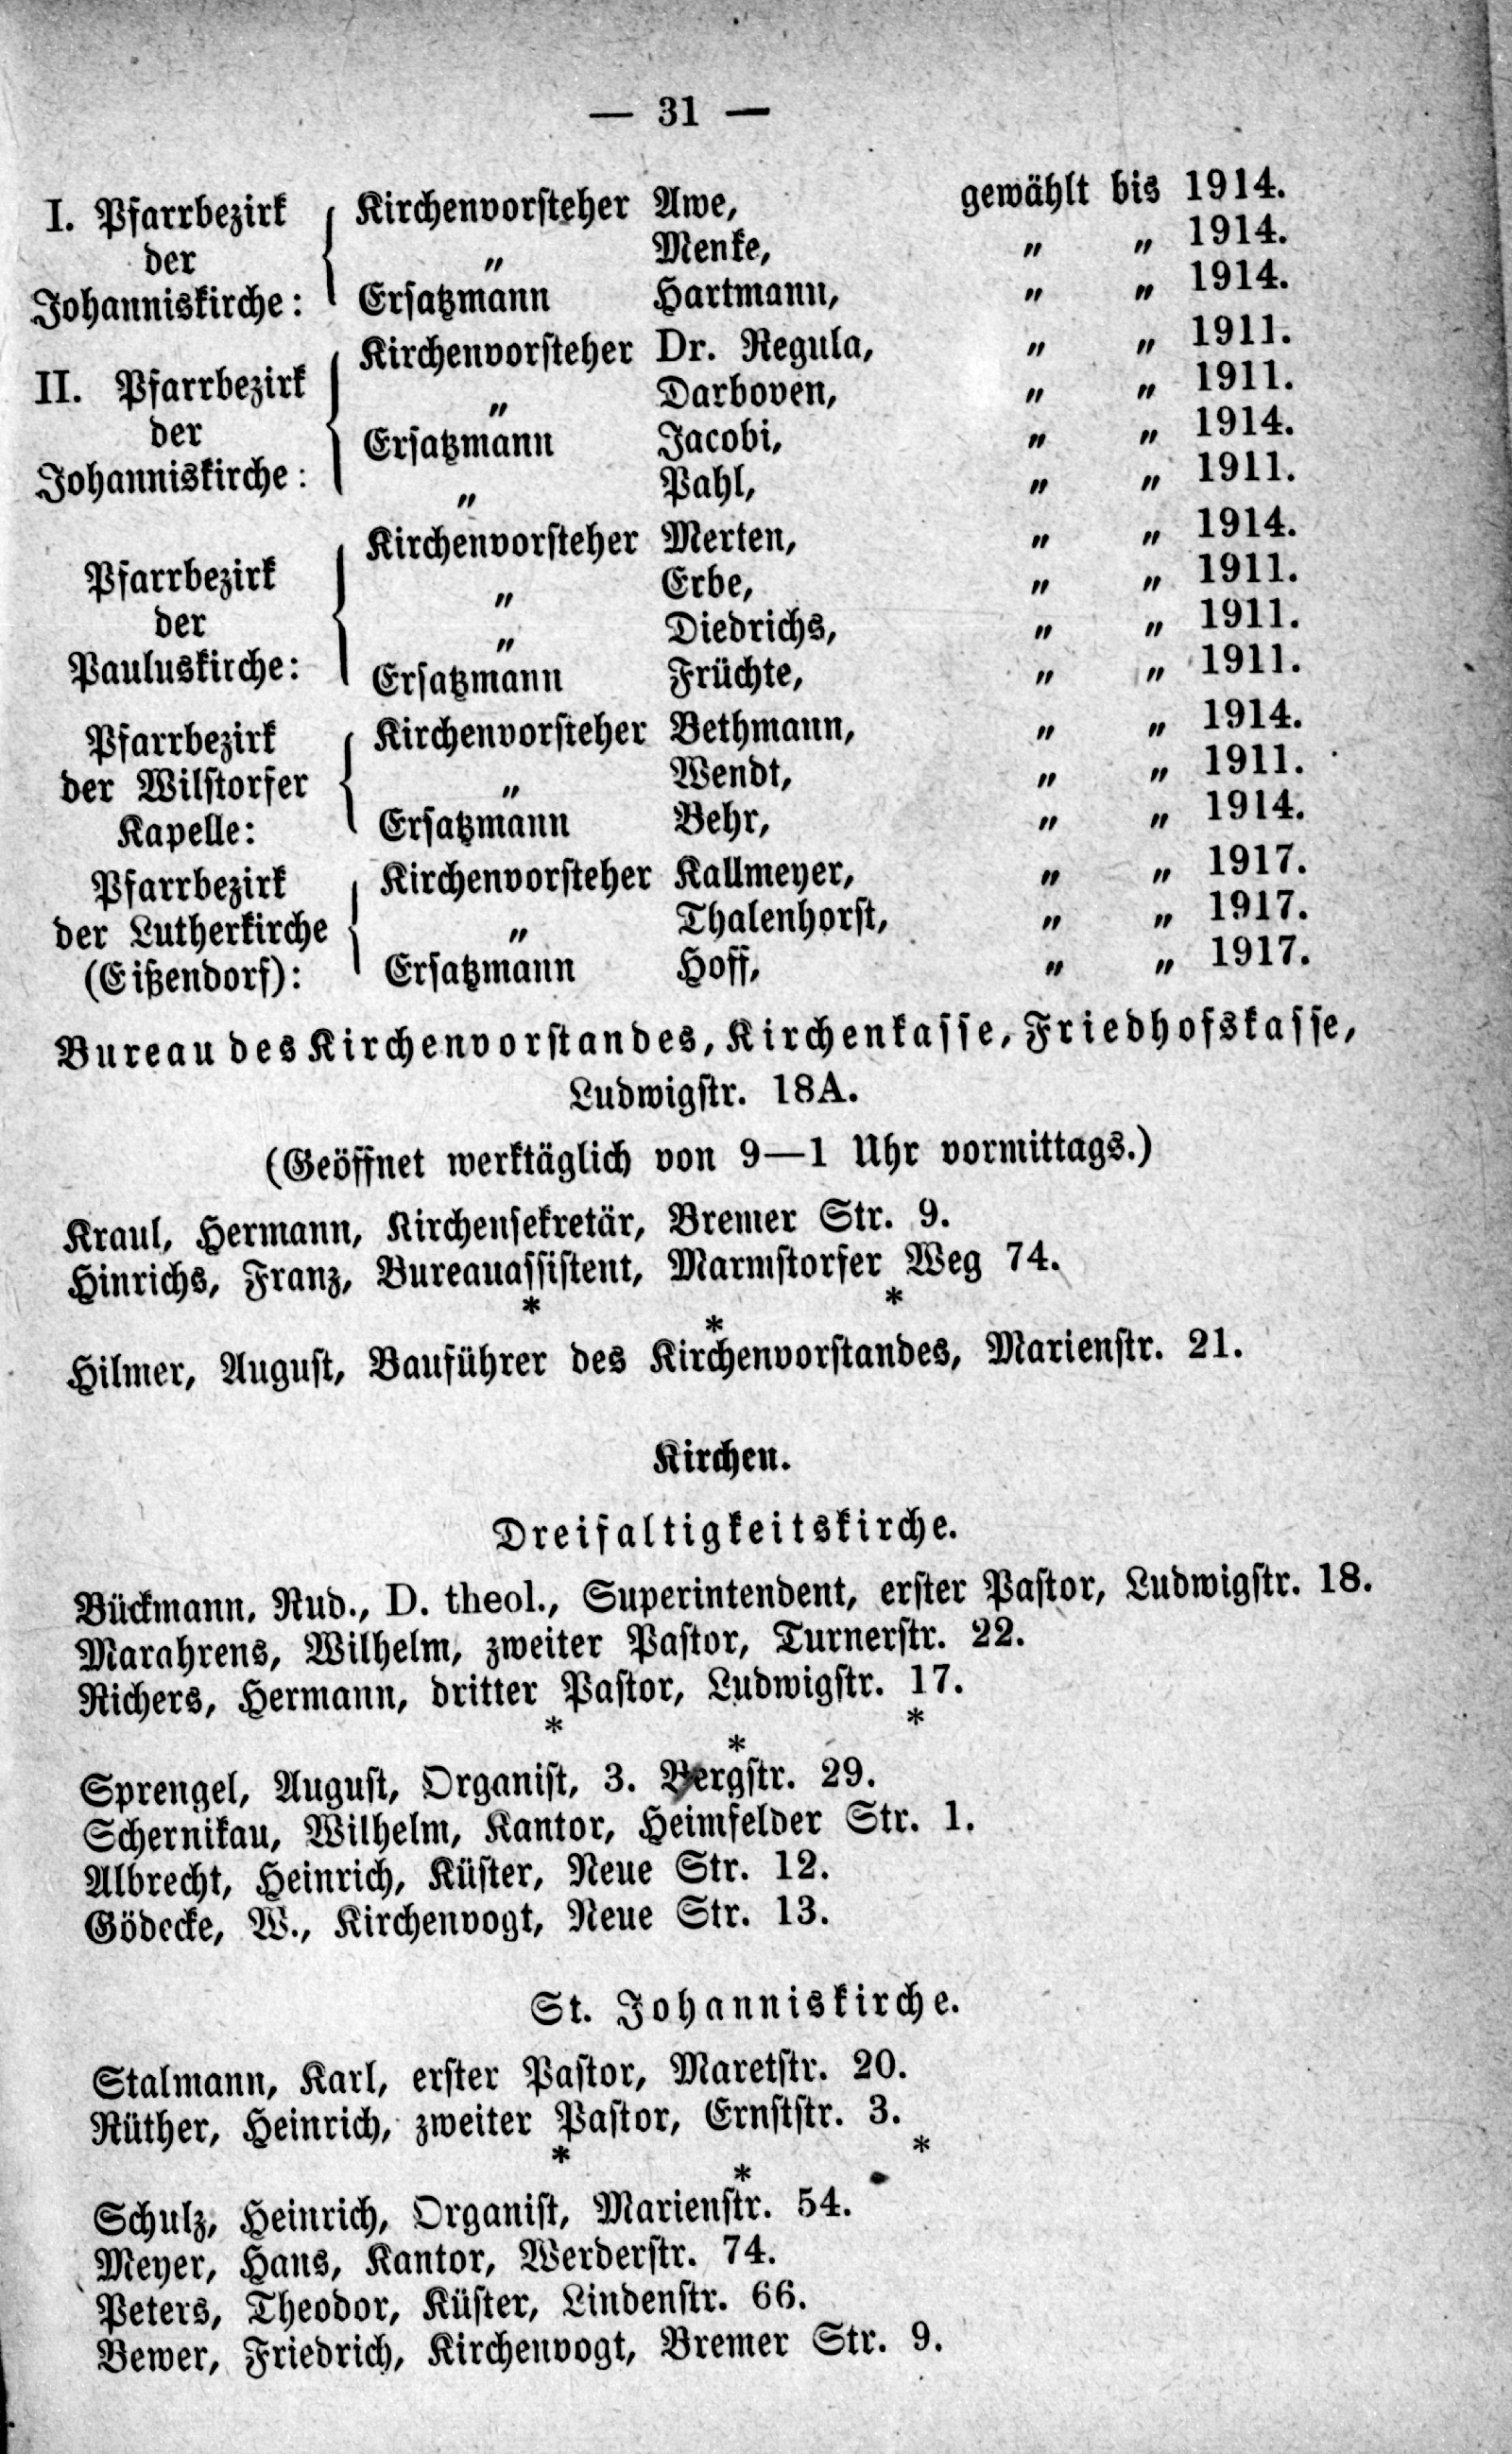 — 31 —
I. Pfarrbezirk der Johanniskirche:
Kirchenvorsteher Awe, gewählt bis 1914.
„ Menke, „ „ 1914.
Ersatzmann Hartmann, „ „ 1914.
II. Pfarrbezirk der Johanniskirche:
Kirchenvorsteher Dr. Regula, „ „ 1911.
„ Darboven, „ „ 1911.
Ersatzmann Jacobi, „ „ 1914.
„ Pahl, „ „ 1911.
Pfarrbezirk der Pauluskirche:
Kirchenvorsteher Merten, „ „ 1914.
„ Erbe, „ „ 1911.
„ Diedrichs, „ „ 1911.
Ersatzmann Früchte, „ „ 1911.
Pfarrbezirk der Wilstorfer Kapelle:
Kirchenvorsteher Bethmann, „ „ 1914.
„ Wendt, „ „ 1911.
Ersatzmann Behr, „ „ 1914.
Pfarrbezirk der Lutherkirche (Eißendorf):
Kirchenvorsteher Kallmeyer, „ „ 1917.
„ Thalenhorst, „ „ 1917.
Ersatzmann Hoff, „ „ 1917.
Bureau des Kirchenvorstandes, Kirchenkasse, Friedhofskasse,
Ludwigstr. 18A.
(Geöffnet werktäglich von 9—1 Uhr vormittags.)
Kraul, Hermann, Kirchensekretär, Bremer Str. 9.
Hinrichs, Franz, Bureauassistent, Marmstorfer Weg 74.
* * *
Hilmer, August, Bauführer des Kirchenvorstandes, Marienstr. 21.
Kirchen.
Dreifaltigkeitskirche.
Bückmann, Rud., D. theol., Superintendent, erster Pastor, Ludwigstr. 18.
Marahrens, Wilhelm, zweiter Pastor, Turnerstr. 22.
Richers, Hermann, dritter Pastor, Ludwigstr. 17.
* * *
Sprengel, August, Organist, 3. Bergstr. 29.
Schernikau, Wilhelm, Kantor, Heimfelder Str. 1.
Albrecht, Heinrich, Küster, Neue Str. 12.
Gödecke, W., Kirchenvogt, Neue Str. 13.
St. Johanniskirche.
Stalmann, Karl, erster Pastor, Maretstr. 20.
Rüther, Heinrich, zweiter Pastor, Ernststr. 3.
* * *
Schulz, Heinrich, Organist, Marienstr. 54.
Meyer, Hans, Kantor, Werderstr. 74.
Peters, Theodor, Küster, Lindenstr. 66.
Bewer, Friedrich, Kirchenvogt, Bremer Str. 9.